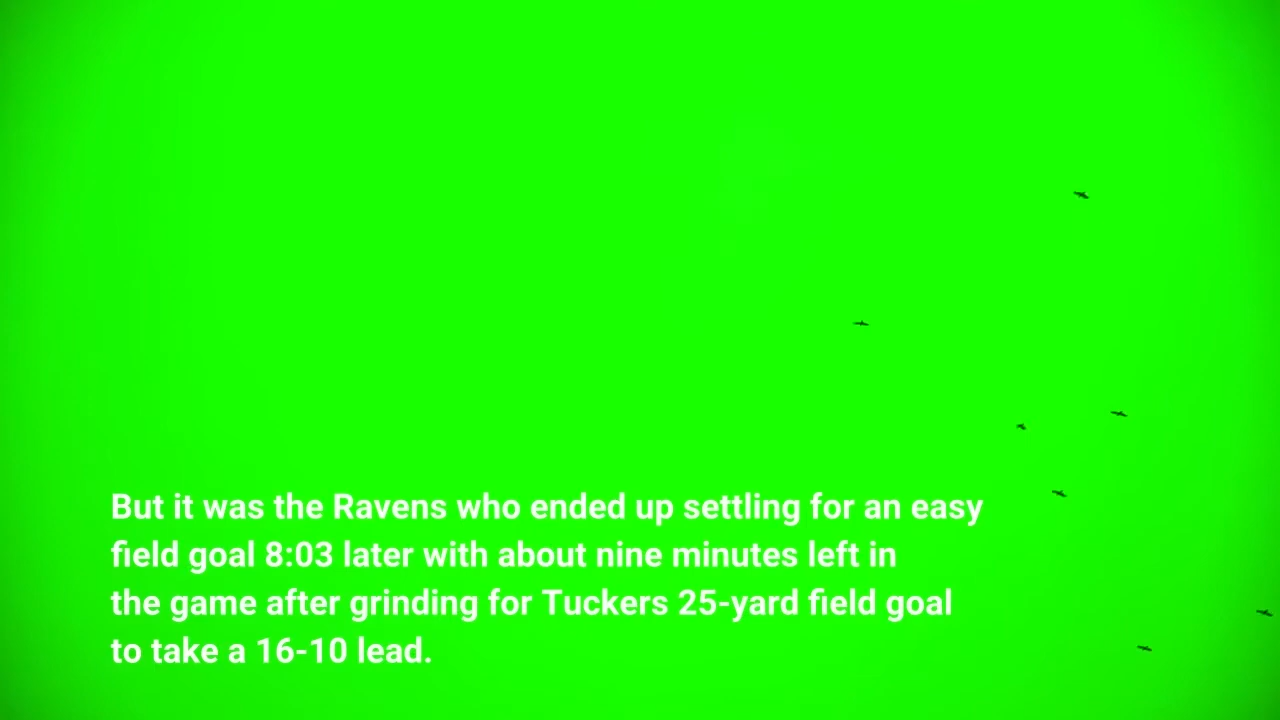 But it was the Ravens who ended up settling for an easy
field goal 8:03 later with about nine minutes left in
the game after grinding for Tuckers 25-yard field goal
to take a 16-10 lead.